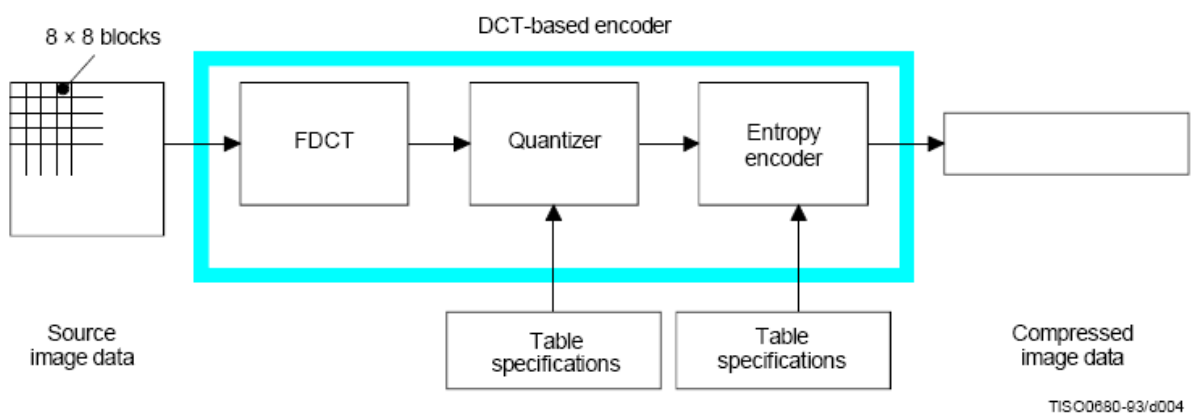 DCT-based encoder
8 × 8 blocks
FDCT
Quantizer
Entropy
encoder
Source
image data
Table
specifications
Table
specifications
Compressed
image data
TISO0680-93/d004